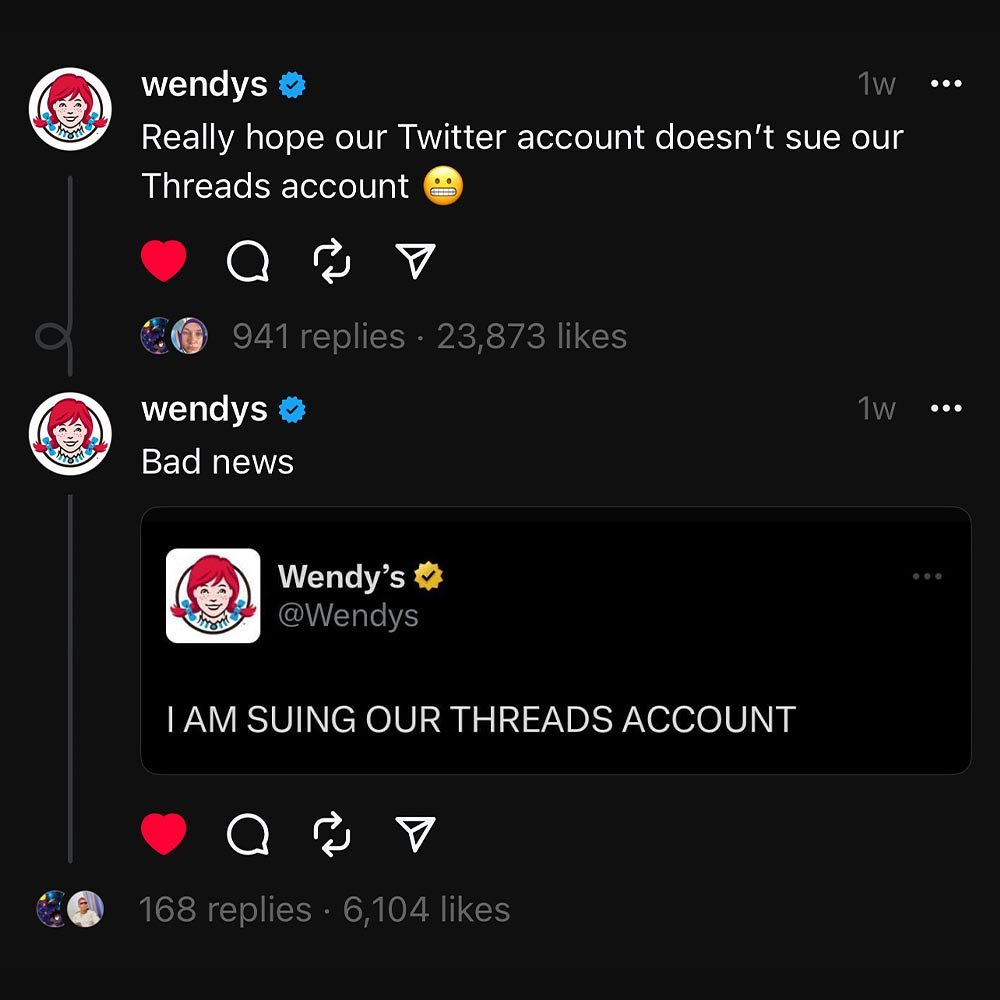 wendys
1w
Really hope our Twitter account doesn’t sue our
Threads account 😬
941 replies · 23,873 likes
wendys
1w
Bad news
Wendy’s
@Wendys
I AM SUING OUR THREADS ACCOUNT
168 replies · 6,104 likes